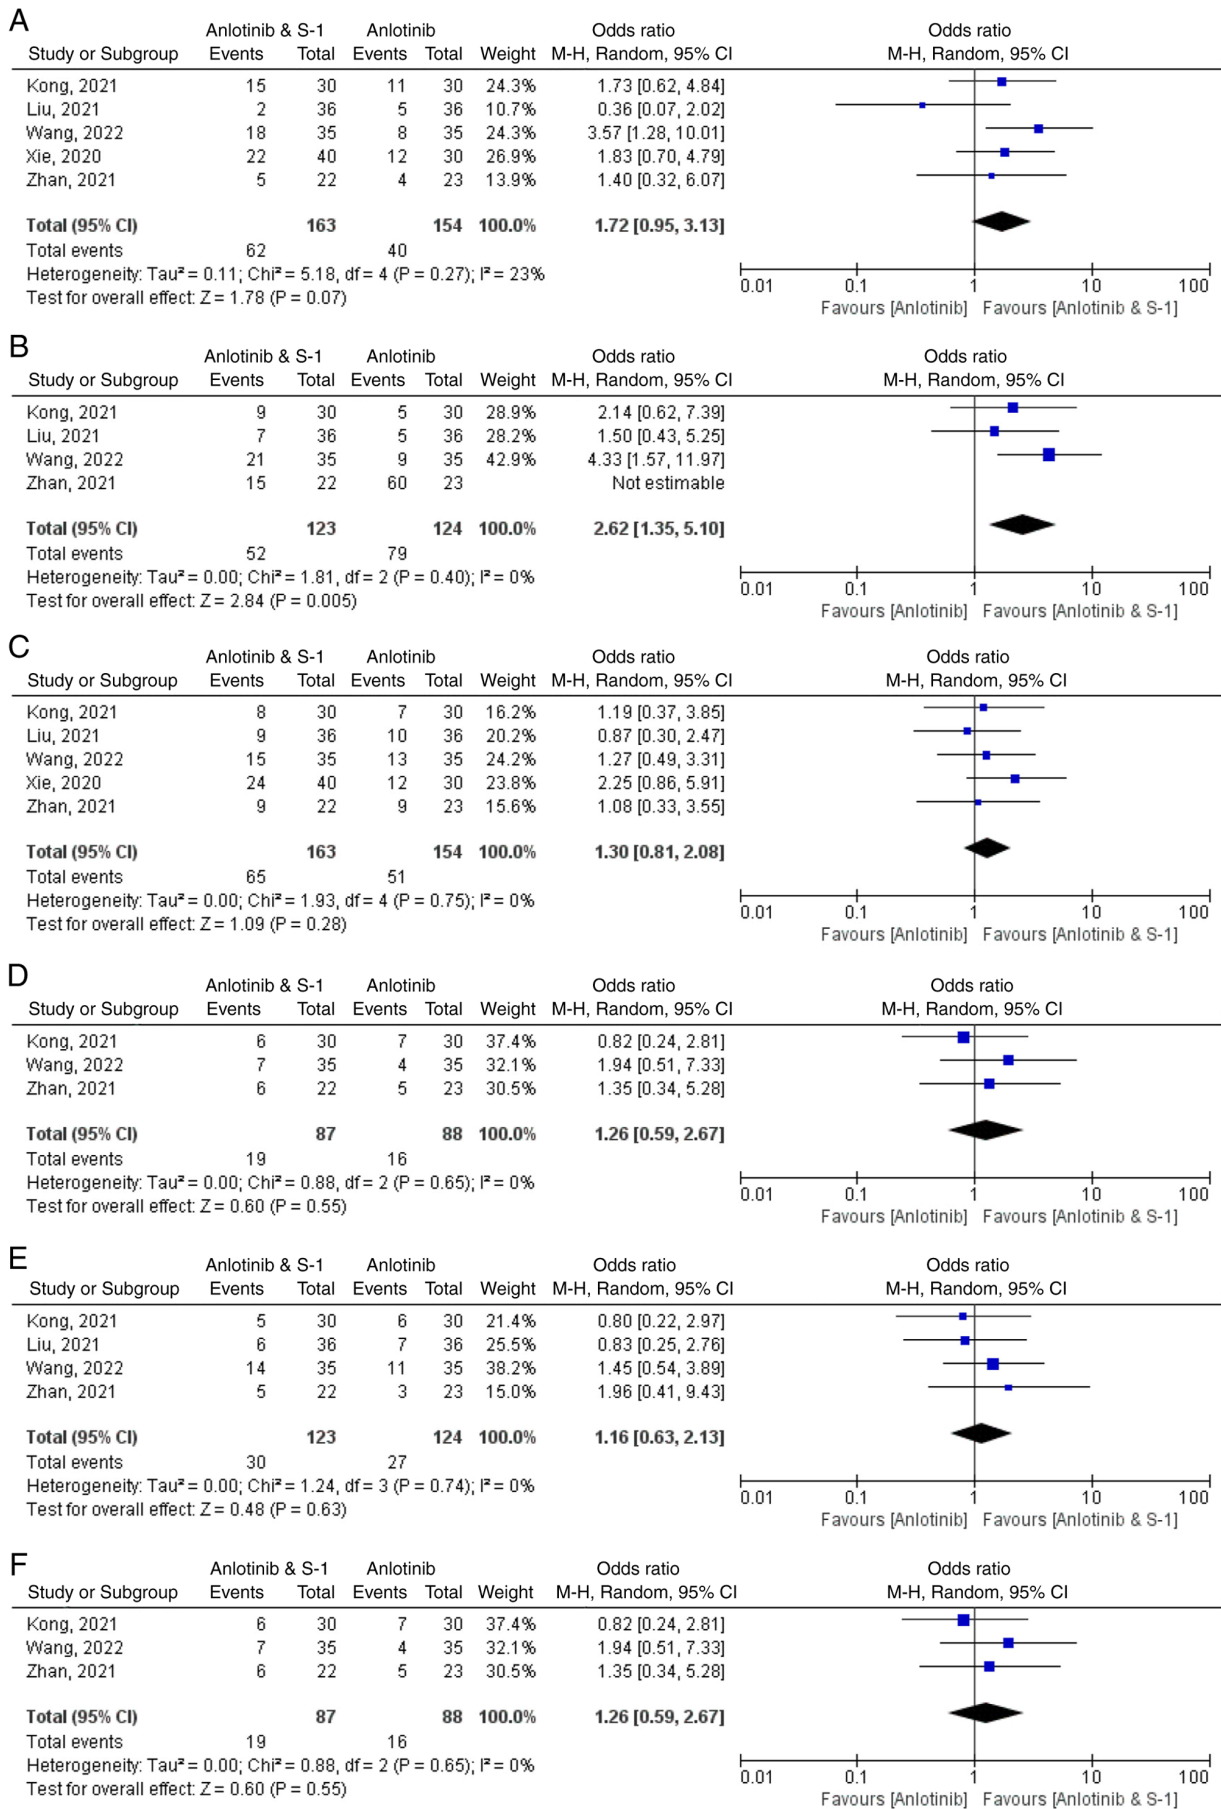 A
Anlotinib & S-1 Anlotinib Odds ratio Odds ratio
Study or Subgroup Events Total Events Total Weight M-H, Random, 95% CI M-H, Random, 95% CI
Kong, 2021 15 30 11 30 24.3% 1.73 [0.62, 4.84]
Liu, 2021 2 36 5 36 10.7% 0.36 [0.07, 2.02]
Wang, 2022 18 35 8 35 24.3% 3.57 [1.28, 10.01]
Xie, 2020 22 40 12 30 26.9% 1.83 [0.70, 4.79]
Zhan, 2021 5 22 4 23 13.9% 1.40 [0.32, 6.07]
Total (95% CI) 163 154 100.0% 1.72 [0.95, 3.13]
Total events 62 40
Heterogeneity: Tau² = 0.11; Chi² = 5.18, df = 4 (P = 0.27); I² = 23%
Test for overall effect: Z = 1.78 (P = 0.07)
0.01 0.1 1 10 100
Favours [Anlotinib] Favours [Anlotinib & S-1]
B
Anlotinib & S-1 Anlotinib Odds ratio Odds ratio
Study or Subgroup Events Total Events Total Weight M-H, Random, 95% CI M-H, Random, 95% CI
Kong, 2021 9 30 5 30 28.9% 2.14 [0.62, 7.39]
Liu, 2021 7 36 5 36 28.2% 1.50 [0.43, 5.25]
Wang, 2022 21 35 9 35 42.9% 4.33 [1.57, 11.97]
Zhan, 2021 15 22 60 23 Not estimable
Total (95% CI) 123 124 100.0% 2.62 [1.35, 5.10]
Total events 52 79
Heterogeneity: Tau² = 0.00; Chi² = 1.81, df = 2 (P = 0.40); I² = 0%
Test for overall effect: Z = 2.84 (P = 0.005)
0.01 0.1 1 10 100
Favours [Anlotinib] Favours [Anlotinib & S-1]
C
Anlotinib & S-1 Anlotinib Odds ratio Odds ratio
Study or Subgroup Events Total Events Total Weight M-H, Random, 95% CI M-H, Random, 95% CI
Kong, 2021 8 30 7 30 16.2% 1.19 [0.37, 3.85]
Liu, 2021 9 36 10 36 20.2% 0.87 [0.30, 2.47]
Wang, 2022 15 35 13 35 24.2% 1.27 [0.49, 3.31]
Xie, 2020 24 40 12 30 23.8% 2.25 [0.86, 5.91]
Zhan, 2021 9 22 9 23 15.6% 1.08 [0.33, 3.55]
Total (95% CI) 163 154 100.0% 1.30 [0.81, 2.08]
Total events 65 51
Heterogeneity: Tau² = 0.00; Chi² = 1.93, df = 4 (P = 0.75); I² = 0%
Test for overall effect: Z = 1.09 (P = 0.28)
0.01 0.1 1 10 100
Favours [Anlotinib] Favours [Anlotinib & S-1]
D
Anlotinib & S-1 Anlotinib Odds ratio Odds ratio
Study or Subgroup Events Total Events Total Weight M-H, Random, 95% CI M-H, Random, 95% CI
Kong, 2021 6 30 7 30 37.4% 0.82 [0.24, 2.81]
Wang, 2022 7 35 4 35 32.1% 1.94 [0.51, 7.33]
Zhan, 2021 6 22 5 23 30.5% 1.35 [0.34, 5.28]
Total (95% CI) 87 88 100.0% 1.26 [0.59, 2.67]
Total events 19 16
Heterogeneity: Tau² = 0.00; Chi² = 0.88, df = 2 (P = 0.65); I² = 0%
Test for overall effect: Z = 0.60 (P = 0.55)
0.01 0.1 1 10 100
Favours [Anlotinib] Favours [Anlotinib & S-1]
E
Anlotinib & S-1 Anlotinib Odds ratio Odds ratio
Study or Subgroup Events Total Events Total Weight M-H, Random, 95% CI M-H, Random, 95% CI
Kong, 2021 5 30 6 30 21.4% 0.80 [0.22, 2.97]
Liu, 2021 6 36 7 36 25.5% 0.83 [0.25, 2.76]
Wang, 2022 14 35 11 35 38.2% 1.45 [0.54, 3.89]
Zhan, 2021 5 22 3 23 15.0% 1.96 [0.41, 9.43]
Total (95% CI) 123 124 100.0% 1.16 [0.63, 2.13]
Total events 30 27
Heterogeneity: Tau² = 0.00; Chi² = 1.24, df = 3 (P = 0.74); I² = 0%
Test for overall effect: Z = 0.48 (P = 0.63)
0.01 0.1 1 10 100
Favours [Anlotinib] Favours [Anlotinib & S-1]
F
Anlotinib & S-1 Anlotinib Odds ratio Odds ratio
Study or Subgroup Events Total Events Total Weight M-H, Random, 95% CI M-H, Random, 95% CI
Kong, 2021 6 30 7 30 37.4% 0.82 [0.24, 2.81]
Wang, 2022 7 35 4 35 32.1% 1.94 [0.51, 7.33]
Zhan, 2021 6 22 5 23 30.5% 1.35 [0.34, 5.28]
Total (95% CI) 87 88 100.0% 1.26 [0.59, 2.67]
Total events 19 16
Heterogeneity: Tau² = 0.00; Chi² = 0.88, df = 2 (P = 0.65); I² = 0%
Test for overall effect: Z = 0.60 (P = 0.55)
0.01 0.1 1 10 100
Favours [Anlotinib] Favours [Anlotinib & S-1]